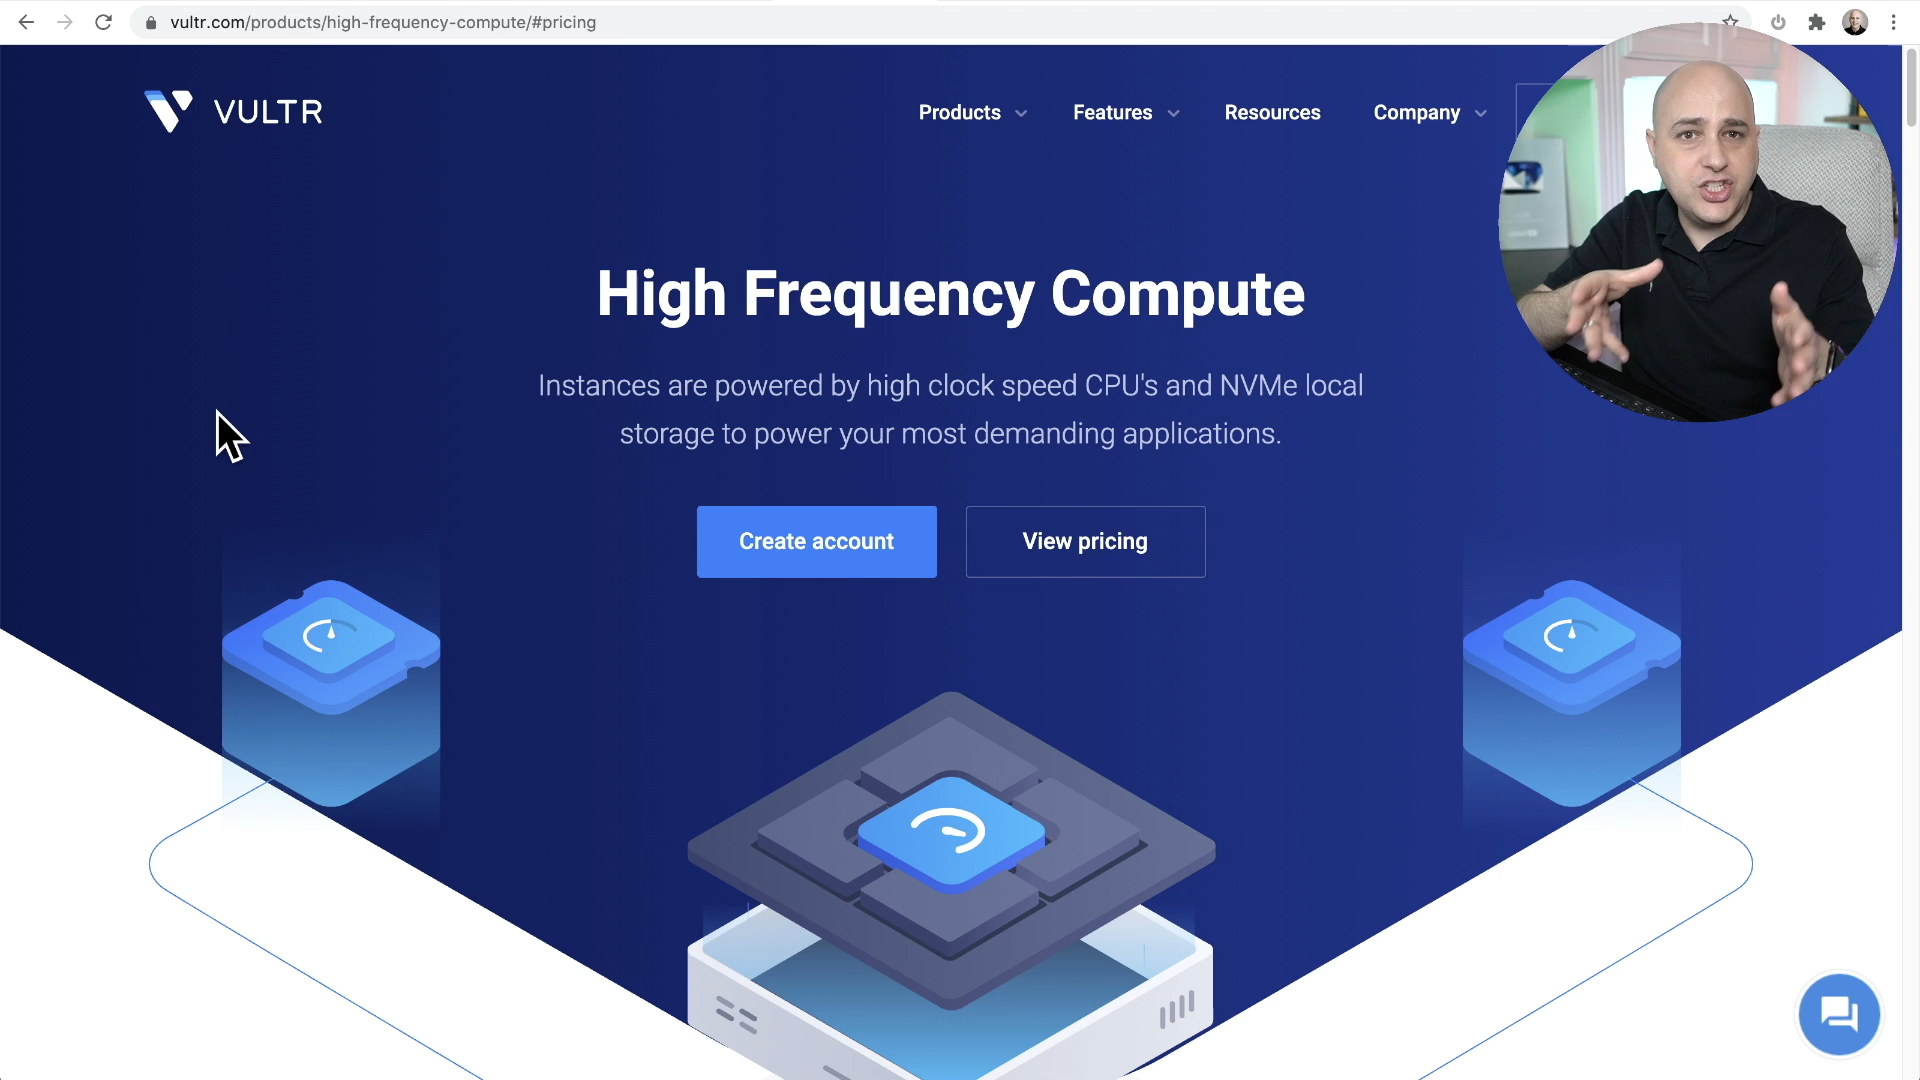 vultr.com/products/high-frequency-compute/#pricing
VULTR
Products
Features
Resources
Company
High Frequency Compute
Instances are powered by high clock speed CPU's and NVMe local
storage to power your most demanding applications.
Create account
View pricing